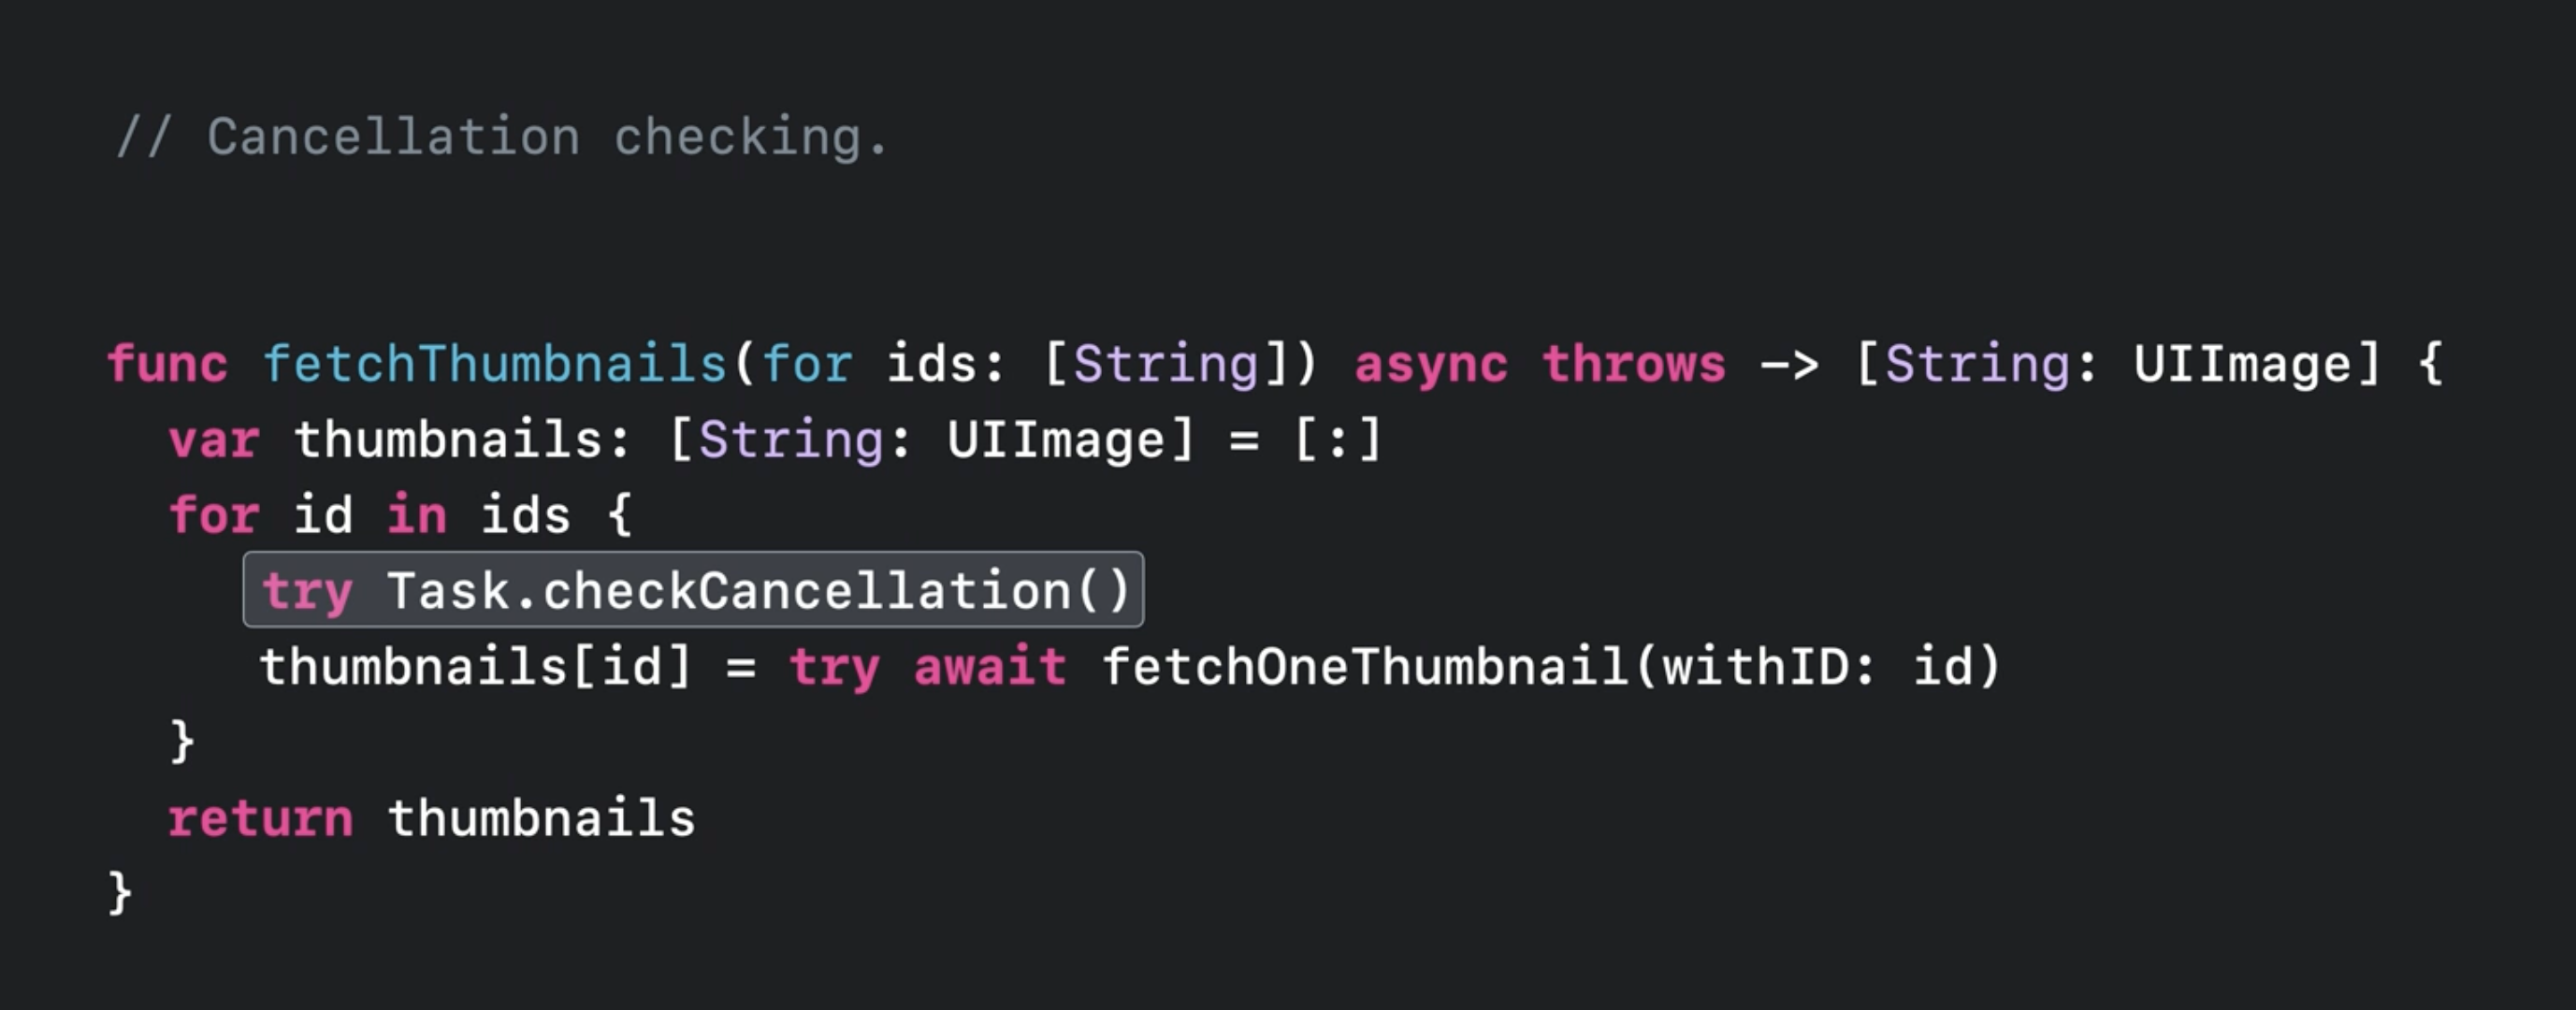 // Cancellation checking.
func fetchThumbnails(for ids: [String]) async throws -> [String: UIImage] {
var thumbnails: [String: UIImage] = [:]
for id in ids {
try Task.checkCancellation()
thumbnails[id] = try await fetchOneThumbnail(withID: id)
}
return thumbnails
}